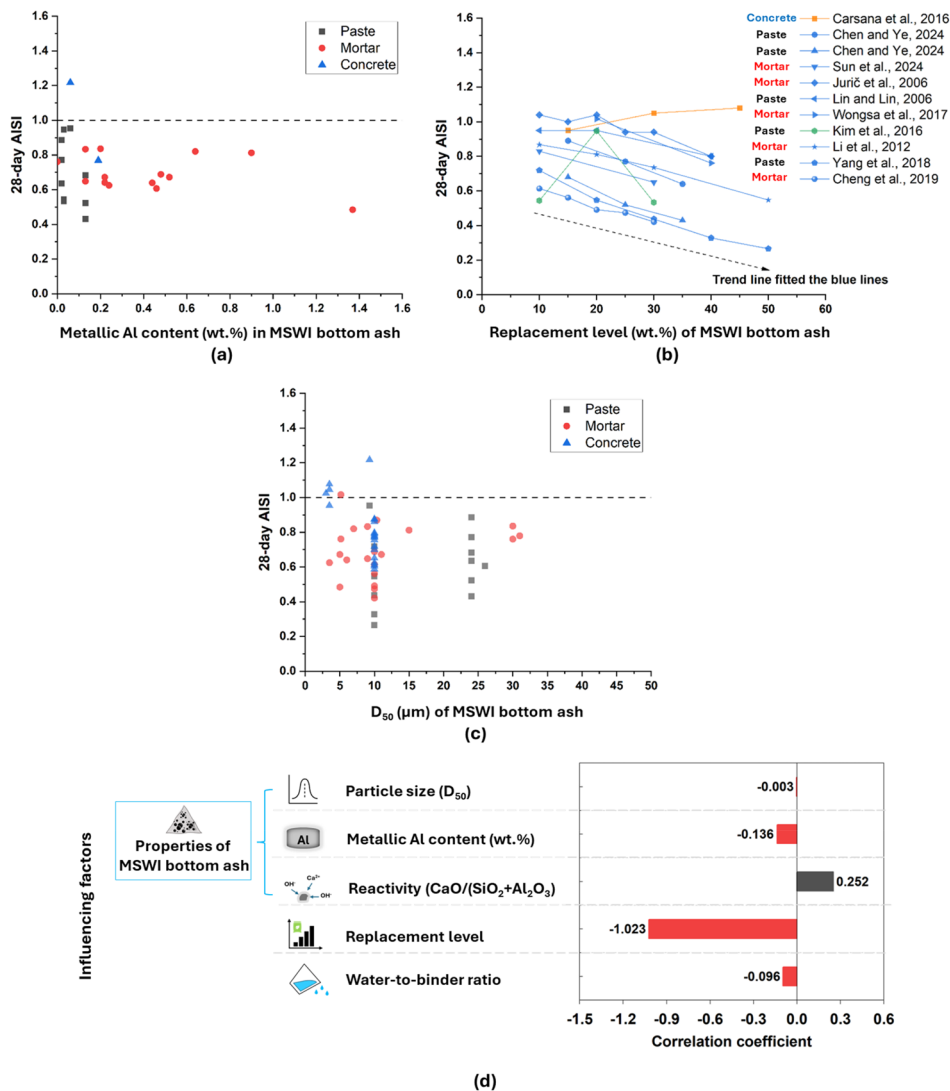 1.6
1.4
1.2
1.0
0.8
0.6
0.4
0.2
0.0
28-day AISI
Paste
Mortar
Concrete
0.0 0.2 0.4 0.6 0.8 1.0 1.2 1.4 1.6
Metallic Al content (wt.%) in MSWI bottom ash
(a)
1.8
1.6
1.4
1.2
1.0
0.8
0.6
0.4
0.2
0.0
28-day AISI
Concrete Carsana et al., 2016
Paste Chen and Ye, 2024
Paste Chen and Ye, 2024
Mortar Sun et al., 2024
Mortar Jurič et al., 2006
Paste Lin and Lin, 2006
Mortar Wongsa et al., 2017
Paste Kim et al., 2016
Mortar Li et al., 2012
Paste Yang et al., 2018
Mortar Cheng et al., 2019
Trend line fitted the blue lines
0 10 20 30 40 50 60
Replacement level (wt.%) of MSWI bottom ash
(b)
1.6
1.4
1.2
1.0
0.8
0.6
0.4
0.2
0.0
28-day AISI
Paste
Mortar
Concrete
0 5 10 15 20 25 30 35 40 45 50
D₅₀ (μm) of MSWI bottom ash
(c)
Influencing factors
Properties of
MSWI bottom ash
Particle size (D₅₀)
-0.003
Al
Metallic Al content (wt.%)
-0.136
Ca²⁺
OH⁻
OH⁻
Reactivity (CaO/(SiO₂+Al₂O₃)
0.252
Replacement level
-1.023
Water-to-binder ratio
-0.096
-1.5 -1.2 -0.9 -0.6 -0.3 0.0 0.3 0.6
Correlation coefficient
(d)